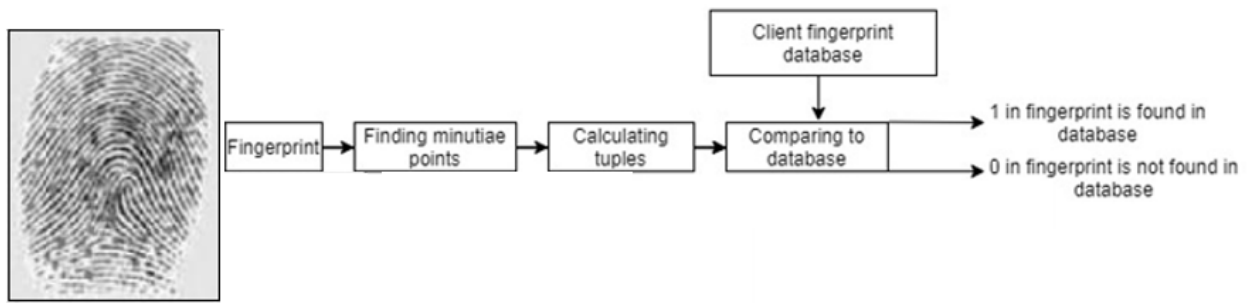 Client fingerprint
database
Fingerprint
Finding minutiae
points
Calculating
tuples
Comparing to
database
1 in fingerprint is found in
database
0 in fingerprint is not found in
database